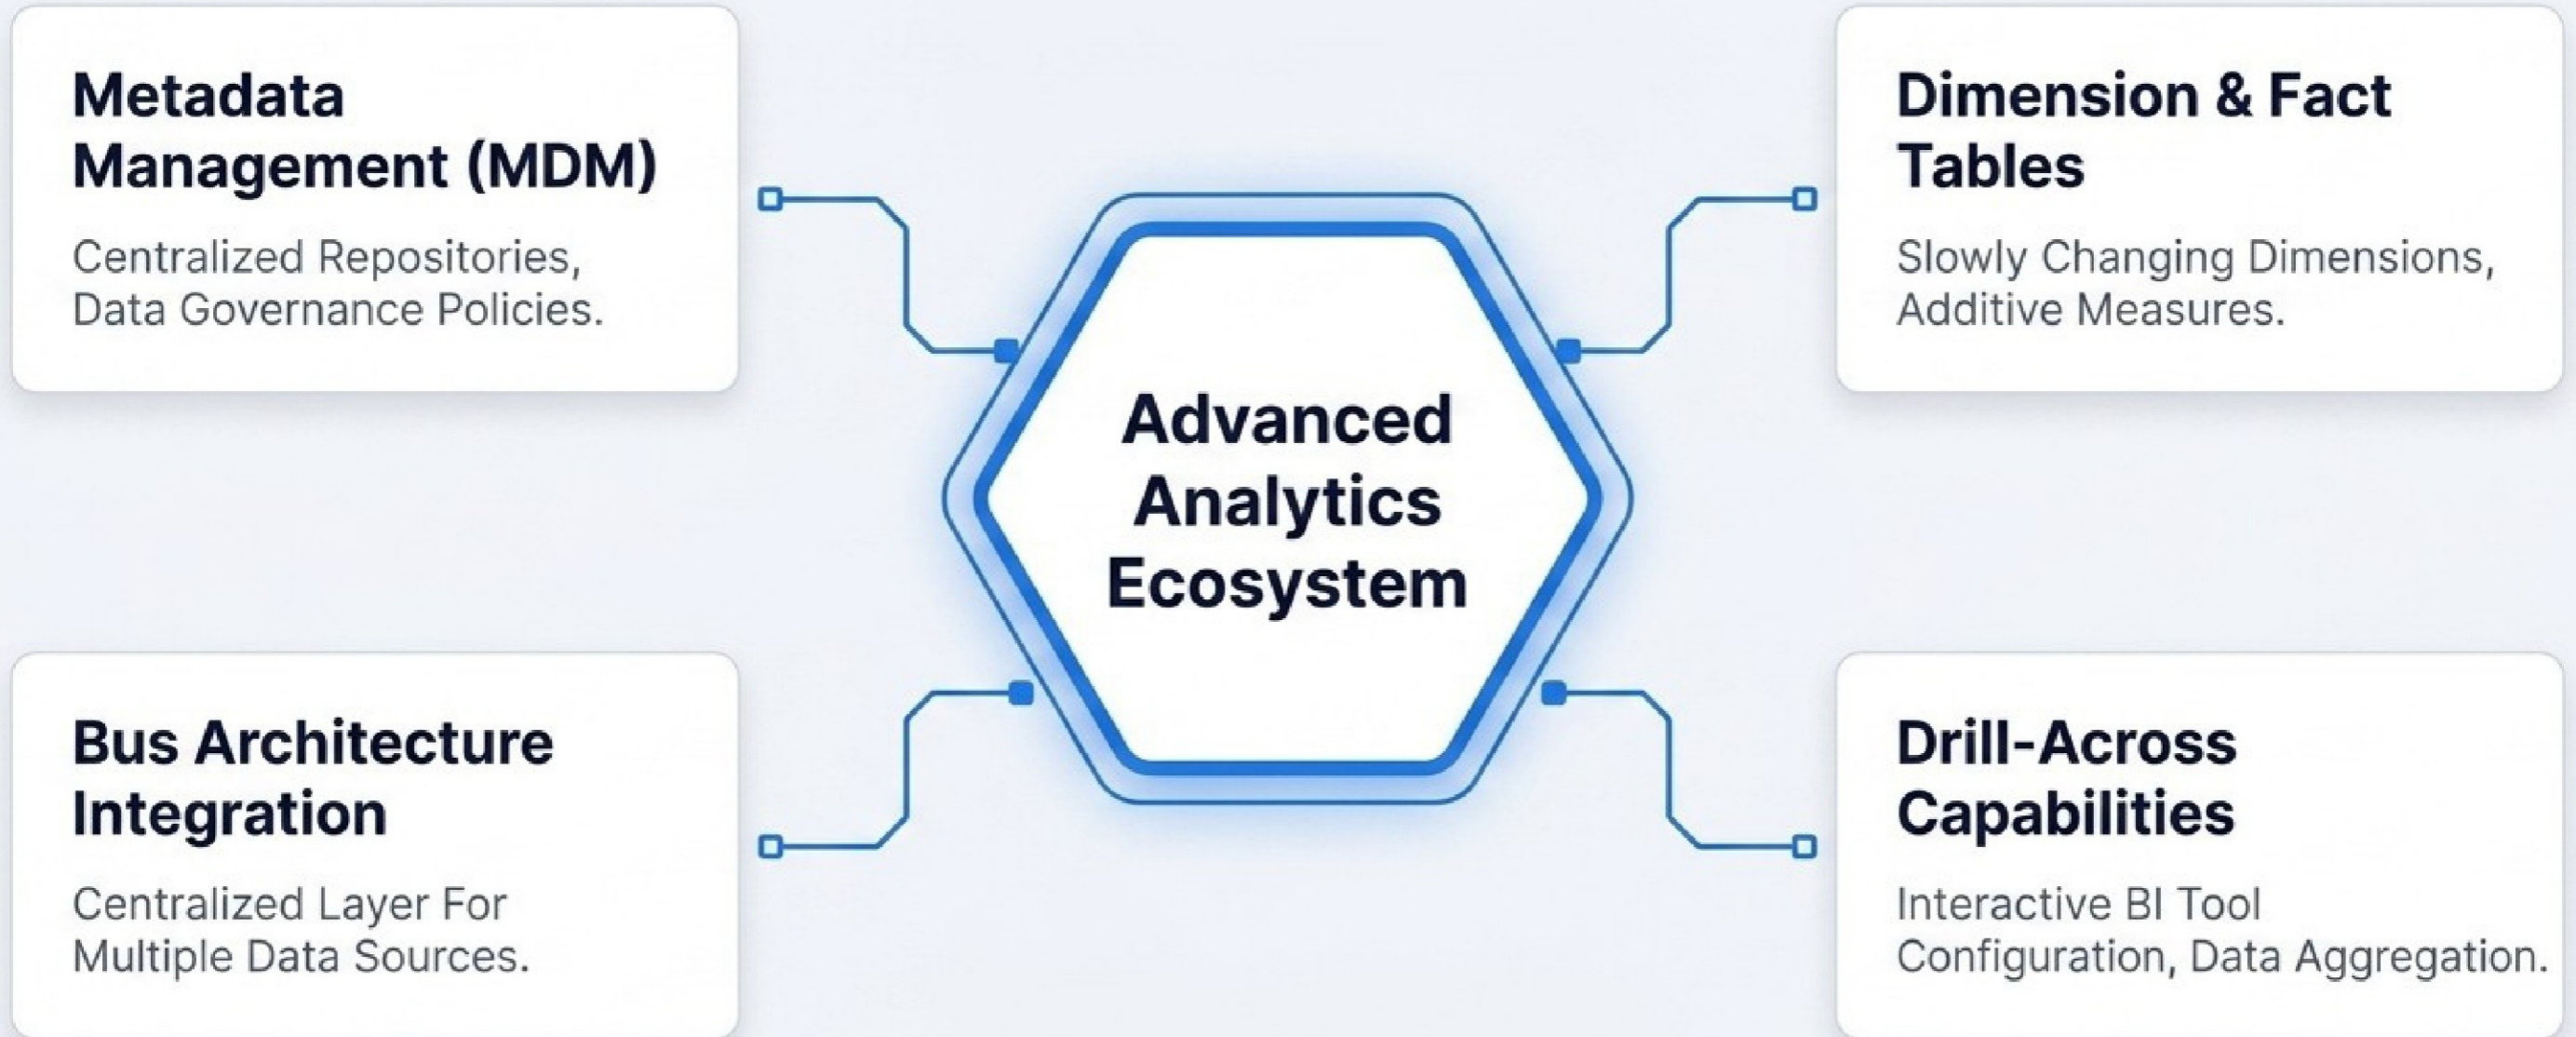 Metadata
Management (MDM)
Centralized Repositories,
Data Governance Policies.
Dimension & Fact
Tables
Slowly Changing Dimensions,
Additive Measures.
Advanced
Analytics
Ecosystem
Bus Architecture
Integration
Centralized Layer For
Multiple Data Sources.
Drill-Across
Capabilities
Interactive BI Tool
Configuration, Data Aggregation.